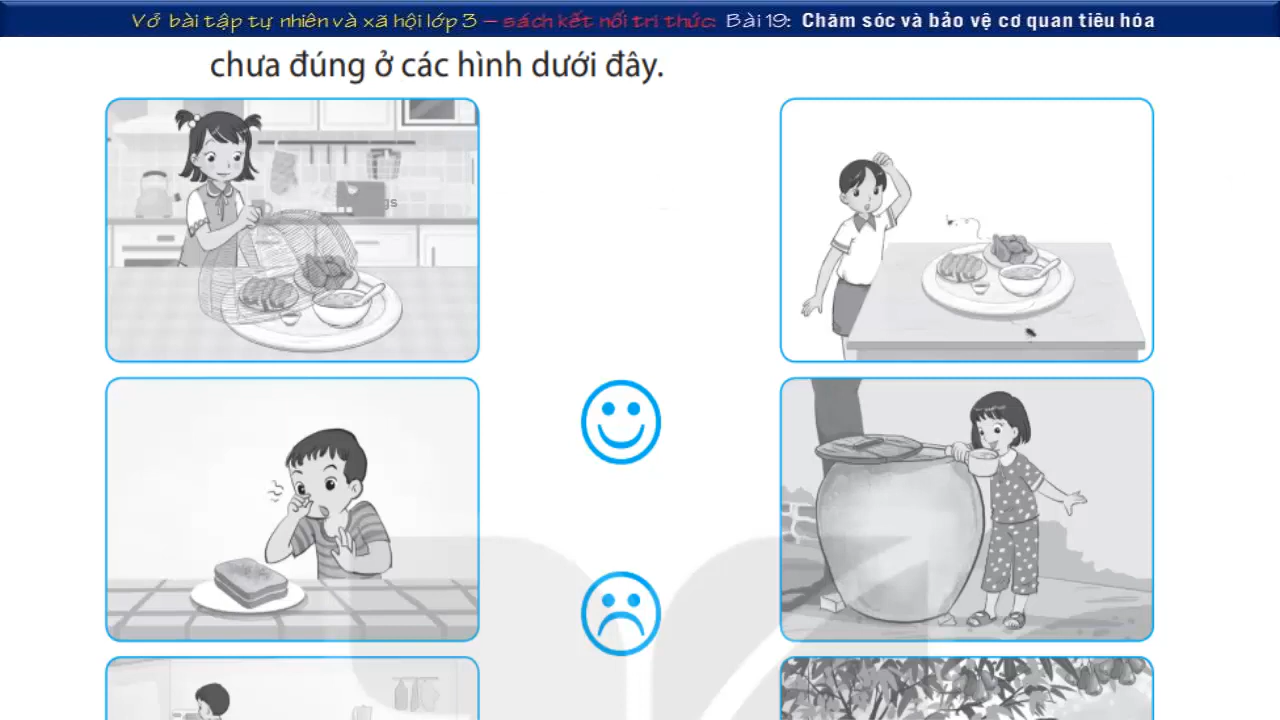 Vở bài tập tự nhiên và xã hội lớp 3 – sách kết nối tri thức: Bài 19: Chăm sóc và bảo vệ cơ quan tiêu hóa
chưa đúng ở các hình dưới đây.